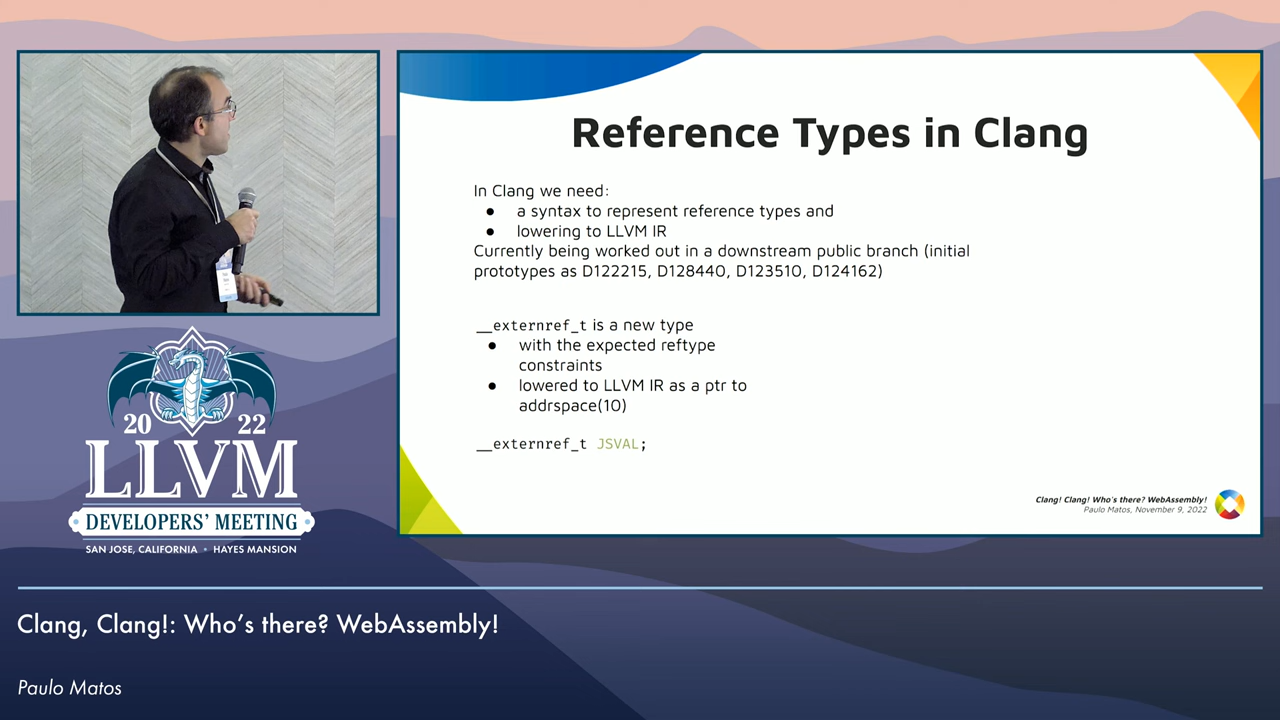 Reference Types in Clang
In Clang we need:
● a syntax to represent reference types and
● lowering to LLVM IR
Currently being worked out in a downstream public branch (initial
prototypes as D122215, D128440, D123510, D124162)
__externref_t is a new type
● with the expected reftype
constraints
● lowered to LLVM IR as a ptr to
addrspace(10)
__externref_t JSVAL;
Clang! Clang! Who's there? WebAssembly!
Paulo Matos, November 9, 2022
20 22
LLVM
DEVELOPERS' MEETING
SAN JOSE, CALIFORNIA • HAYES MANSION
Clang, Clang!: Who's there? WebAssembly!
Paulo Matos